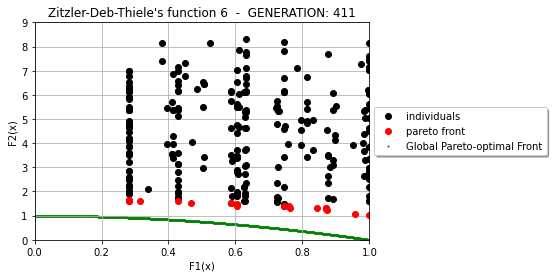 Zitzler-Deb-Thiele's function 6 - GENERATION: 411
9
8
7
6
5
4
3
2
1
0
F2(x)
0.0 0.2 0.4 0.6 0.8 1.0
F1(x)
individuals
pareto front
Global Pareto-optimal Front